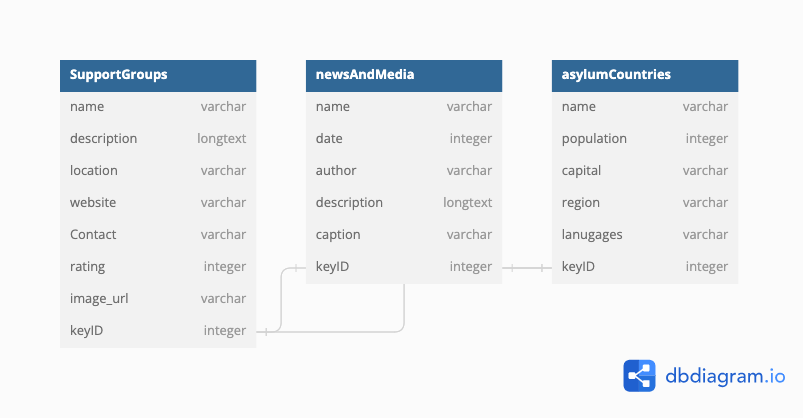 SupportGroups
name varchar
description longtext
location varchar
website varchar
Contact varchar
rating integer
image_url varchar
keyID integer
newsAndMedia
name varchar
date integer
author varchar
description longtext
caption varchar
keyID integer
asylumCountries
name varchar
population integer
capital varchar
region varchar
lanugages varchar
keyID integer
dbdiagram.io